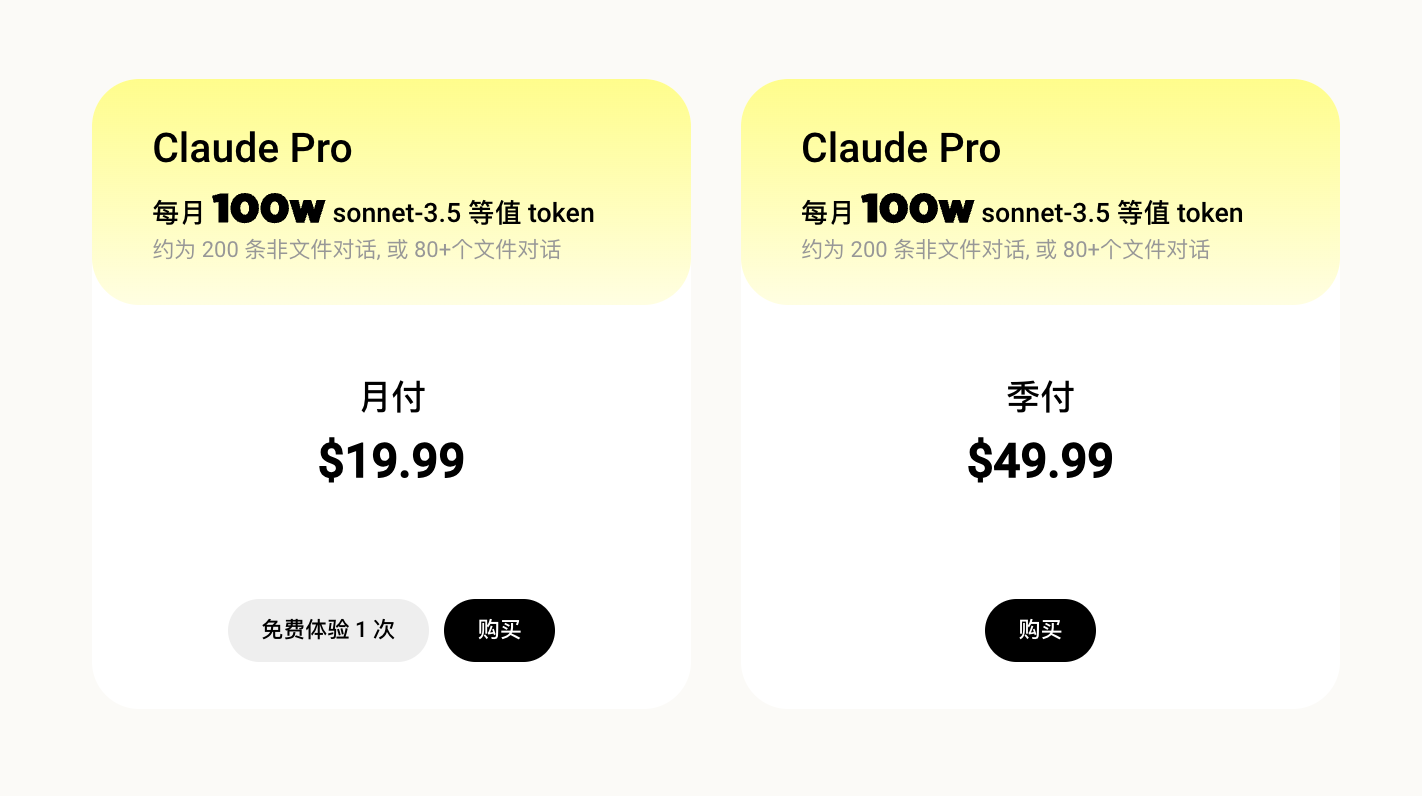 Claude Pro
每月 100w sonnet-3.5 等值 token
约为 200 条非文件对话, 或 80+个文件对话
月付
$19.99
免费体验 1 次
购买
Claude Pro
每月 100w sonnet-3.5 等值 token
约为 200 条非文件对话, 或 80+个文件对话
季付
$49.99
购买